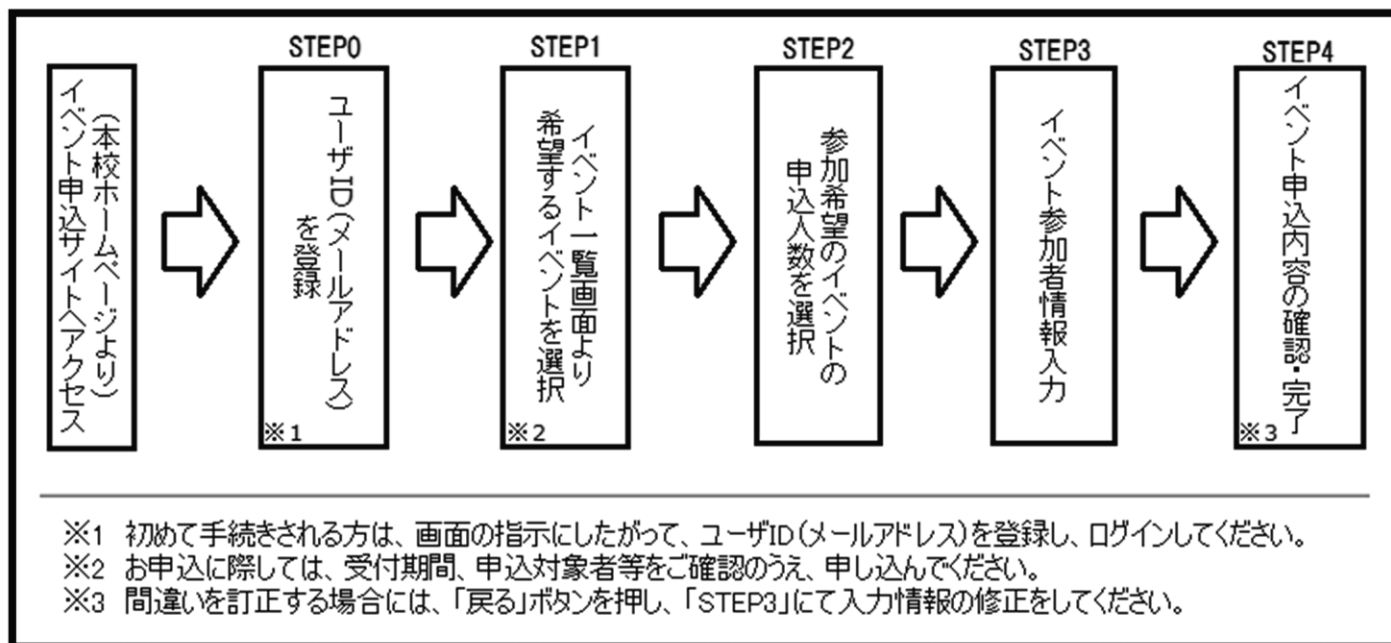 イベント申込サイトへアクセス
(本校ホームページより)
STEP0
ユーザID(メールアドレス)
を登録
※1
STEP1
イベント一覧画面より
希望するイベントを選択
※2
STEP2
参加希望のイベントの
申込人数を選択
STEP3
イベント参加者情報入力
STEP4
イベント申込内容の確認・完了
※3
※1 初めて手続きされる方は、画面の指示にしたがって、ユーザID(メールアドレス)を登録し、ログインしてください。
※2 お申込に際しては、受付期間、申込対象者等をご確認のうえ、申し込んでください。
※3 間違いを訂正する場合には、「戻る」ボタンを押し、「STEP3」にて入力情報の修正をしてください。